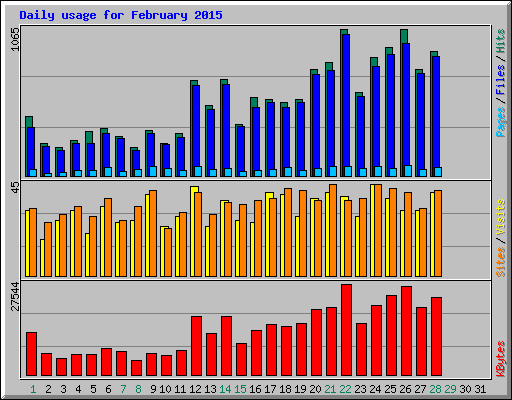 Daily usage for February 2015
1065
Pages/Files/Hits
45
Sites/Visits
27544
KBytes
1 2 3 4 5 6 7 8 9 10 11 12 13 14 15 16 17 18 19 20 21 22 23 24 25 26 27 28 29 30 31